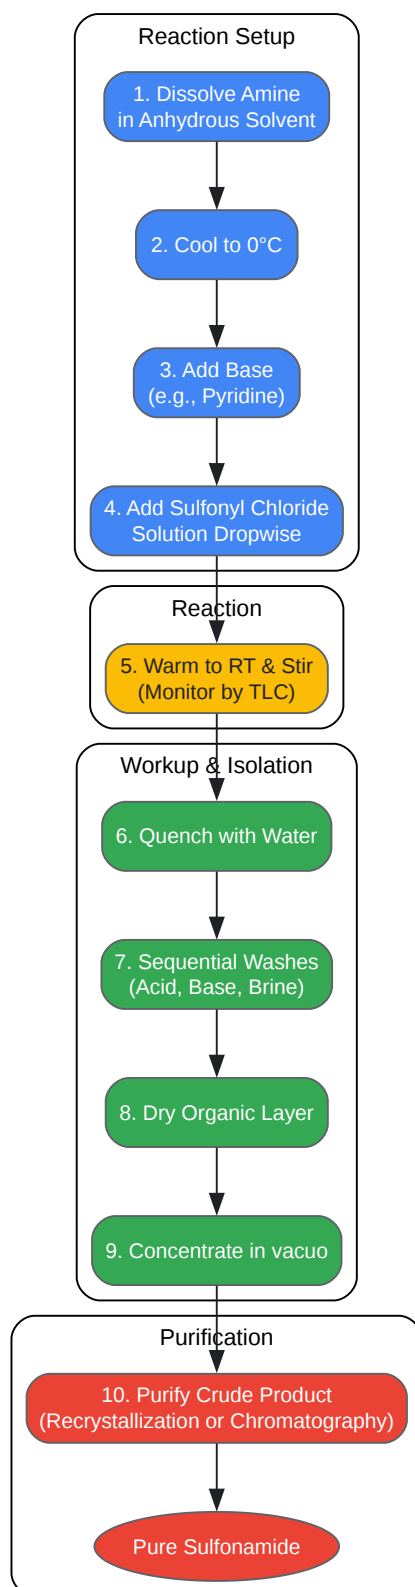 Reaction Setup
1. Dissolve Amine
in Anhydrous Solvent
2. Cool to 0°C
3. Add Base
(e.g., Pyridine)
4. Add Sulfonyl Chloride
Solution Dropwise
Reaction
5. Warm to RT & Stir
(Monitor by TLC)
Workup & Isolation
6. Quench with Water
7. Sequential Washes
(Acid, Base, Brine)
8. Dry Organic Layer
9. Concentrate in vacuo
Purification
10. Purify Crude Product
(Recrystallization or Chromatography)
Pure Sulfonamide